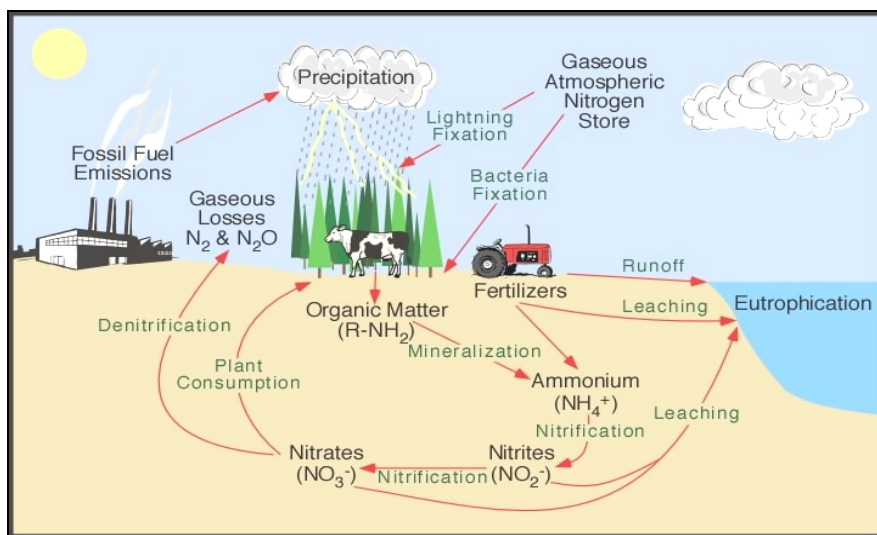 Precipitation
Gaseous
Atmospheric
Nitrogen
Store
Lightning
Fixation
Fossil Fuel
Emissions
Bacteria
Fixation
Gaseous
Losses
N₂ & N₂O
Runoff
Fertilizers
Leaching
Eutrophication
Organic Matter
(R-NH₂)
Denitrification
Mineralization
Plant
Consumption
Ammonium
(NH₄⁺)
Leaching
Nitrification
Nitrates
(NO₃⁻)
Nitrification
Nitrites
(NO₂⁻)